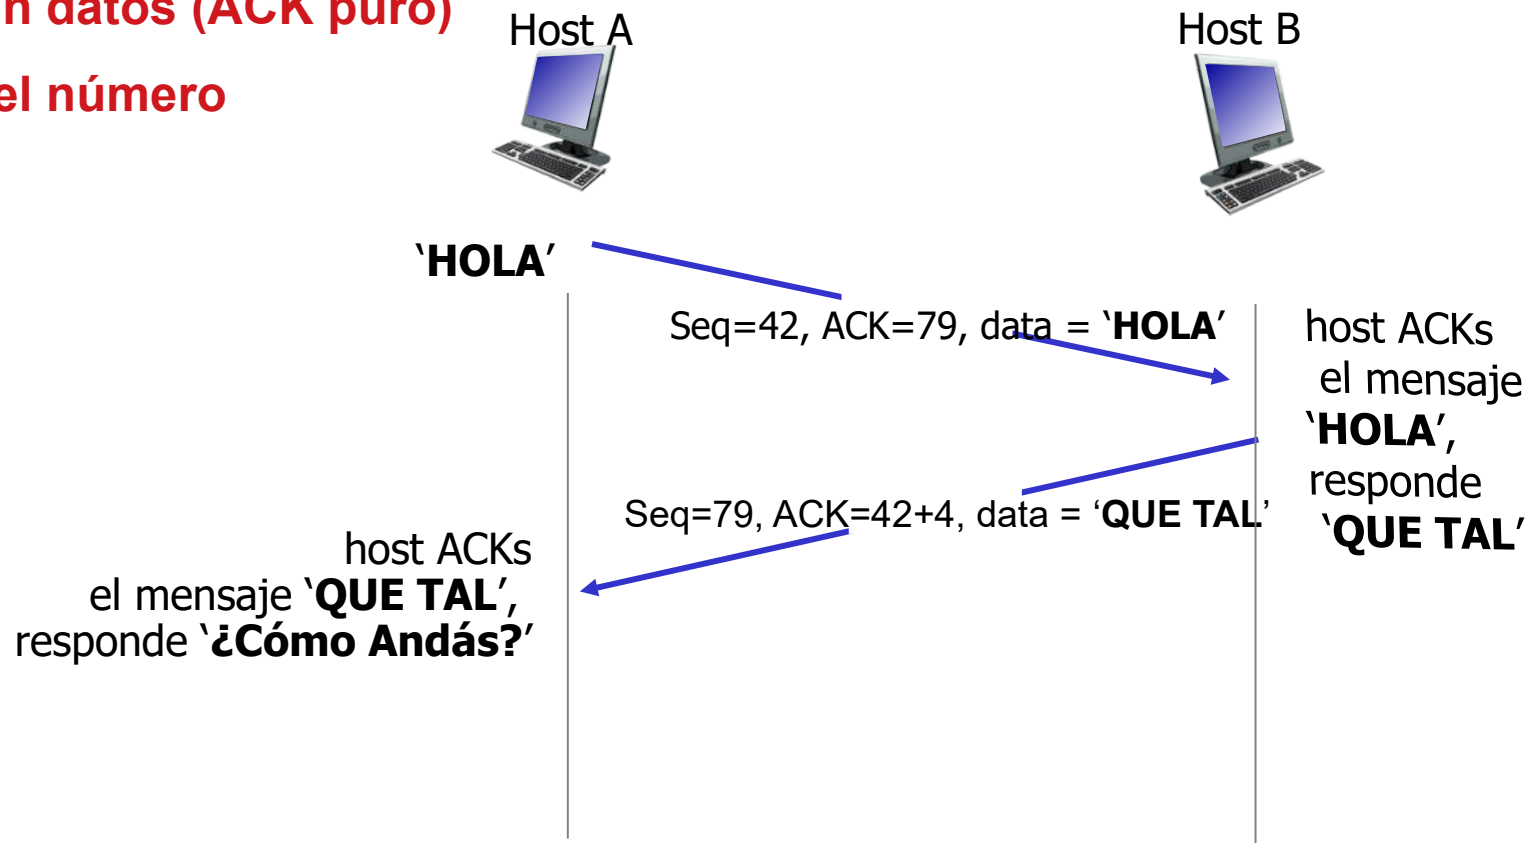 n datos (ACK puro)
el número
Host A
Host B
`HOLA′
Seq=42, ACK=79, data = `HOLA′
host ACKs
el mensaje
`HOLA′,
responde
`QUE TAL′
Seq=79, ACK=42+4, data = ‘QUE TAL’
host ACKs
el mensaje `QUE TAL′,
responde `¿Cómo Andás?′